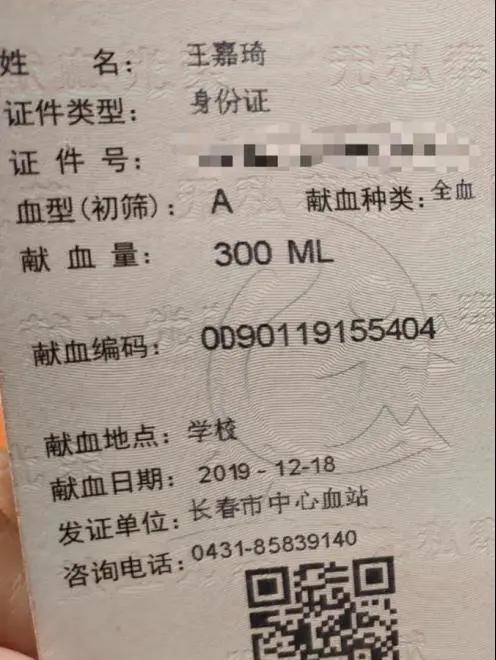 姓 名: 王嘉琦
证件类型: 身份证
证 件 号:
血型(初筛): A 献血种类: 全血
献 血 量: 300 ML
献血编码: 0D90119155404
献血地点: 学校
献血日期: 2019-12-18
发证单位: 长春市中心血站
咨询电话: 0431-85839140